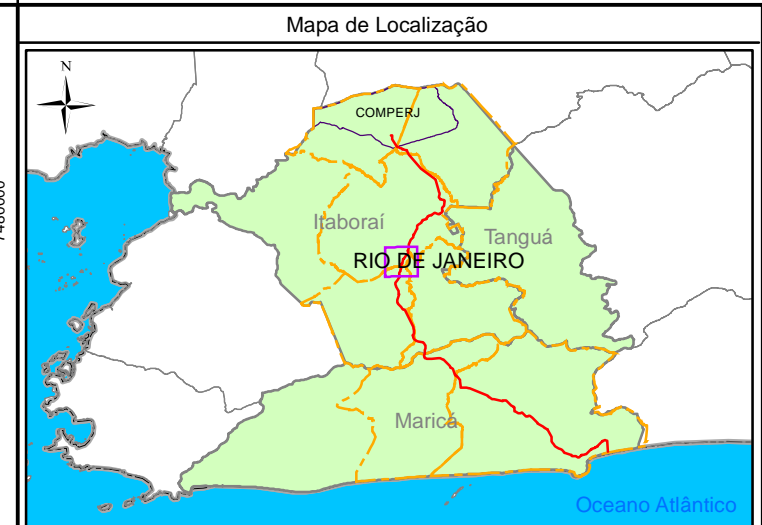 Mapa de Localização
N
COMPERJ
Itaboraí
Tanguá
RIO DE JANEIRO
Maricá
Oceano Atlântico